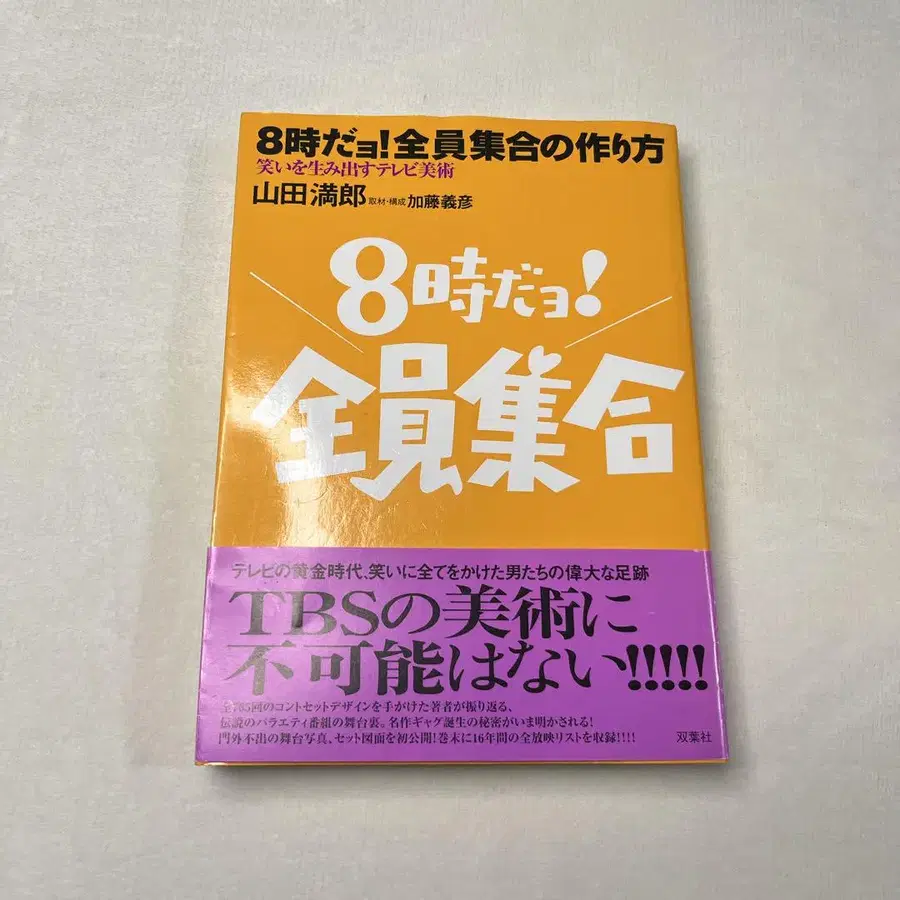 8時だョ!全員集合の作り方
笑いを生み出すテレビ美術
山田満郎 取材・構成 加藤義彦
8時だョ!
全員集合
テレビの黄金時代、笑いに全てをかけた男たちの偉大な足跡
TBSの美術に
不可能はない!!!!!
回のコントセットデザインを手がけた著者が振り返る、
伝説のバラエティ番組の舞台裏。名作ギャグ誕生の秘密がいま明かされる!
門外不出の舞台写真、セット図面を初公開!巻末に16年間の全放映リストを収録!!!!
双葉社